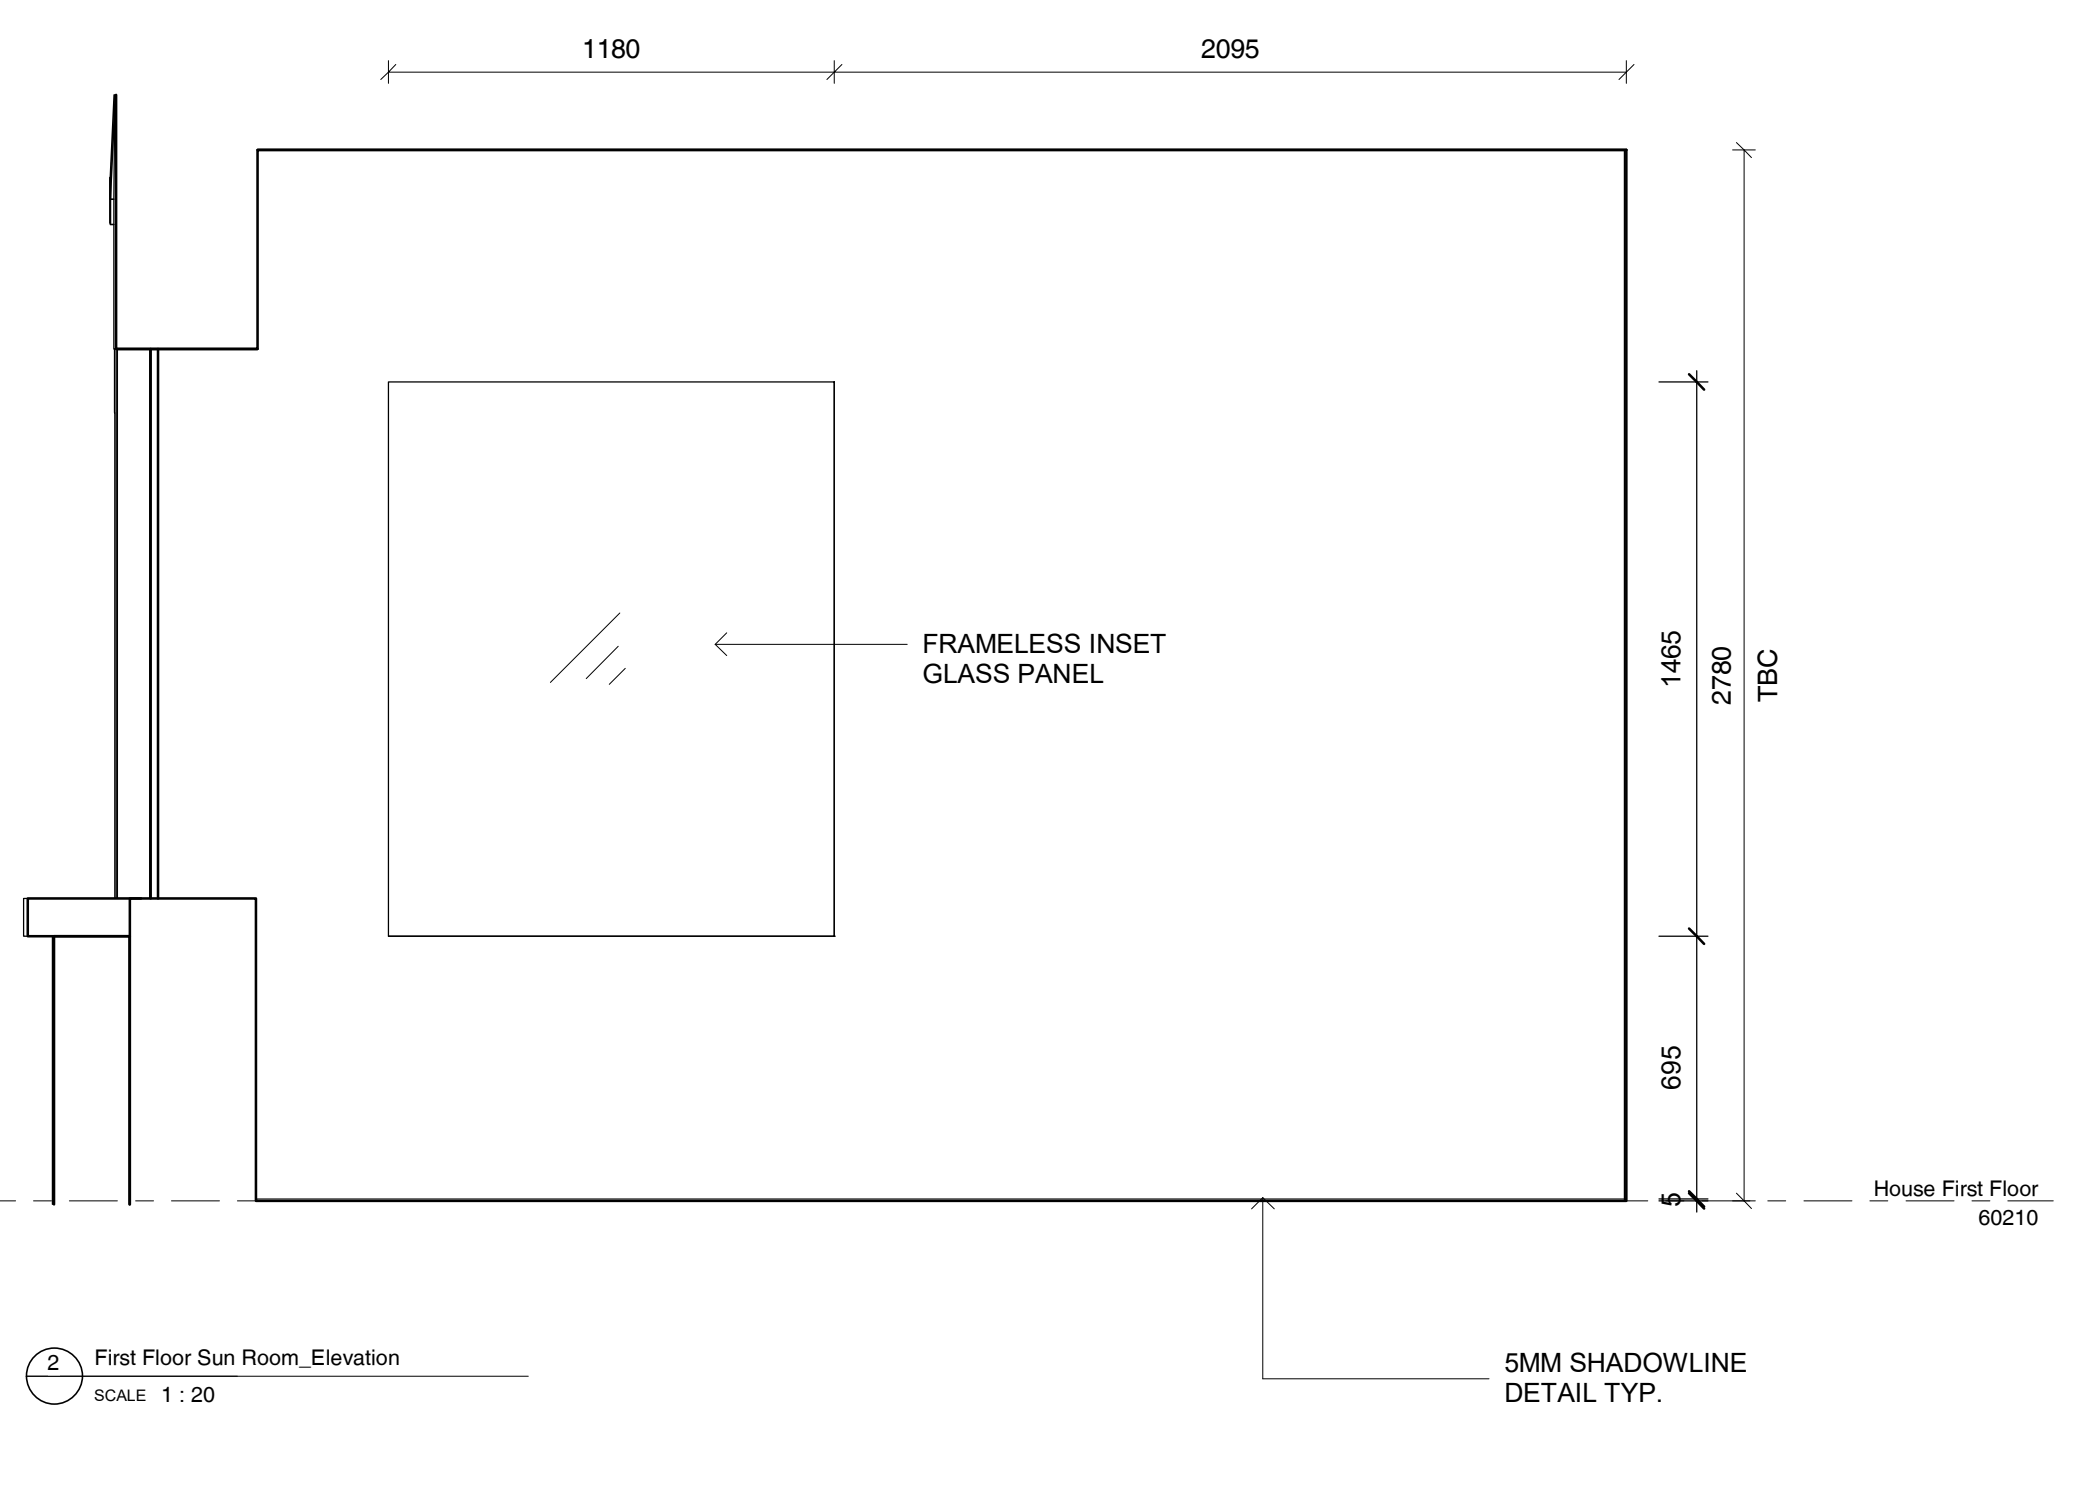 1180
2095
FRAMELESS INSET
GLASS PANEL
1465
2780
TBC
695
5
House First Floor
60210
2
First Floor Sun Room_Elevation
SCALE 1 : 20
5MM SHADOWLINE
DETAIL TYP.